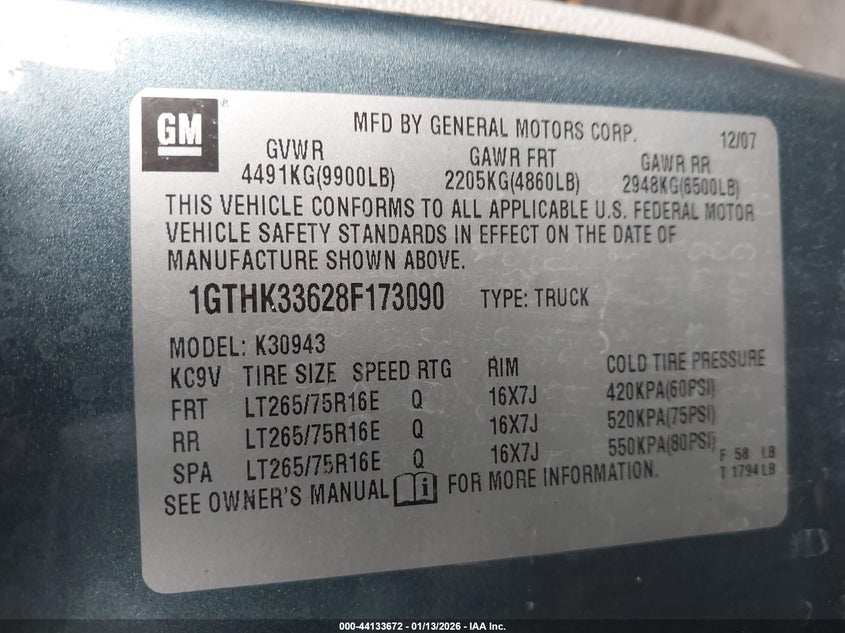 GM
MFD BY GENERAL MOTORS CORP. 12/07
GVWR GAWR FRT GAWR RR
4491KG(9900LB) 2205KG(4860LB) 2948KG(6500LB)
THIS VEHICLE CONFORMS TO ALL APPLICABLE U.S. FEDERAL MOTOR
VEHICLE SAFETY STANDARDS IN EFFECT ON THE DATE OF
MANUFACTURE SHOWN ABOVE.
1GTHK33628F173090 TYPE: TRUCK
MODEL: K30943
KC9V TIRE SIZE SPEED RTG RIM COLD TIRE PRESSURE
FRT LT265/75R16E Q 16X7J 420KPA(60PSI)
RR LT265/75R16E Q 16X7J 520KPA(75PSI)
SPA LT265/75R16E Q 16X7J 550KPA(80PSI)
F 58 LB
T 1794 LB
SEE OWNER'S MANUAL i FOR MORE INFORMATION.
000-44133672 — 01/13/2026 — IAA Inc.